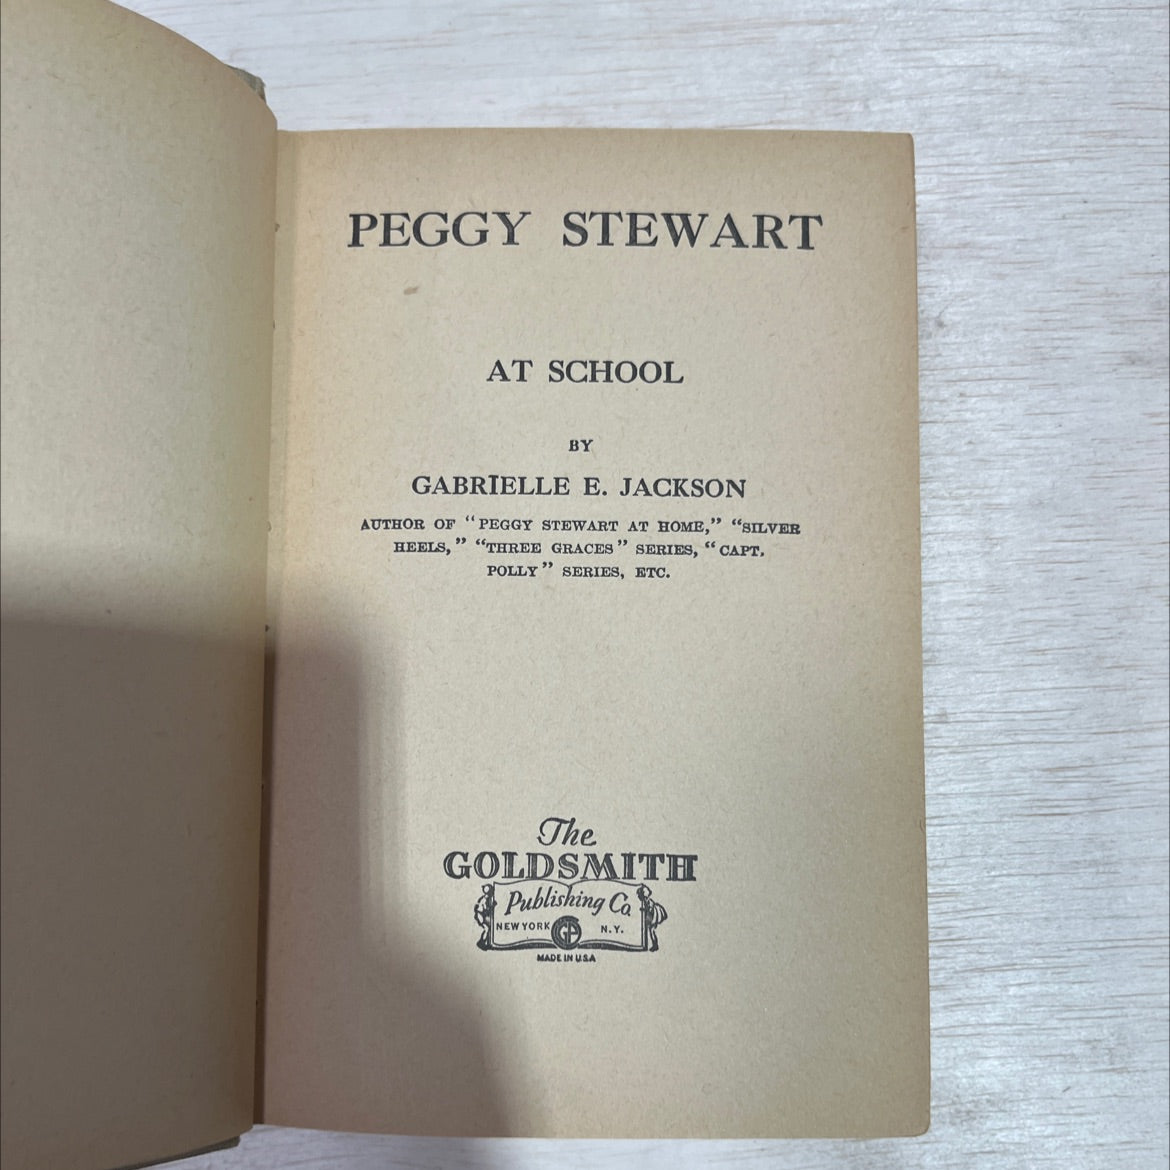 PEGGY STEWART
AT SCHOOL
BY
GABRIELLE E. JACKSON
AUTHOR OF "PEGGY STEWART AT HOME," "SILVER
HEELS," "THREE GRACES" SERIES, "CAPT.
POLLY" SERIES, ETC.
The
GOLDSMITH
Publishing Co.
NEW YORK GP N.Y.
MADE IN U.S.A